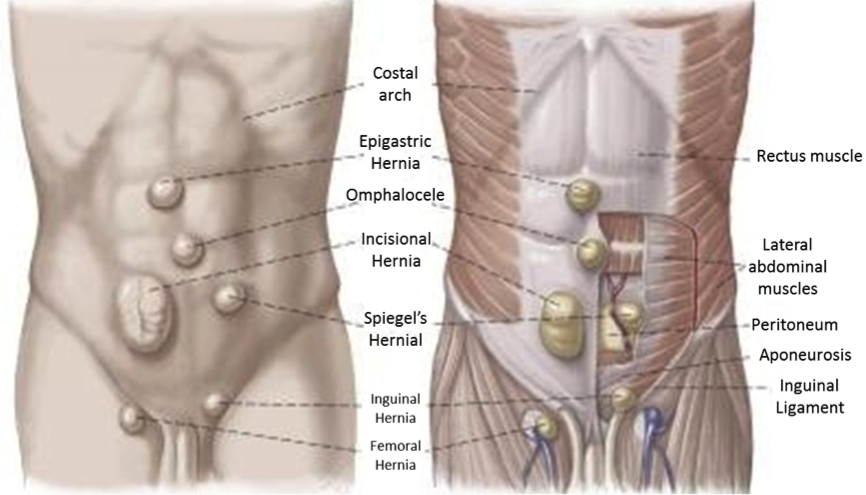 Costal
arch
Epigastric
Hernia
Omphalocele
Incisional
Hernia
Spiegel's
Hernial
Inguinal
Hernia
Femoral
Hernia
Rectus muscle
Lateral
abdominal
muscles
Peritoneum
Aponeurosis
Inguinal
Ligament